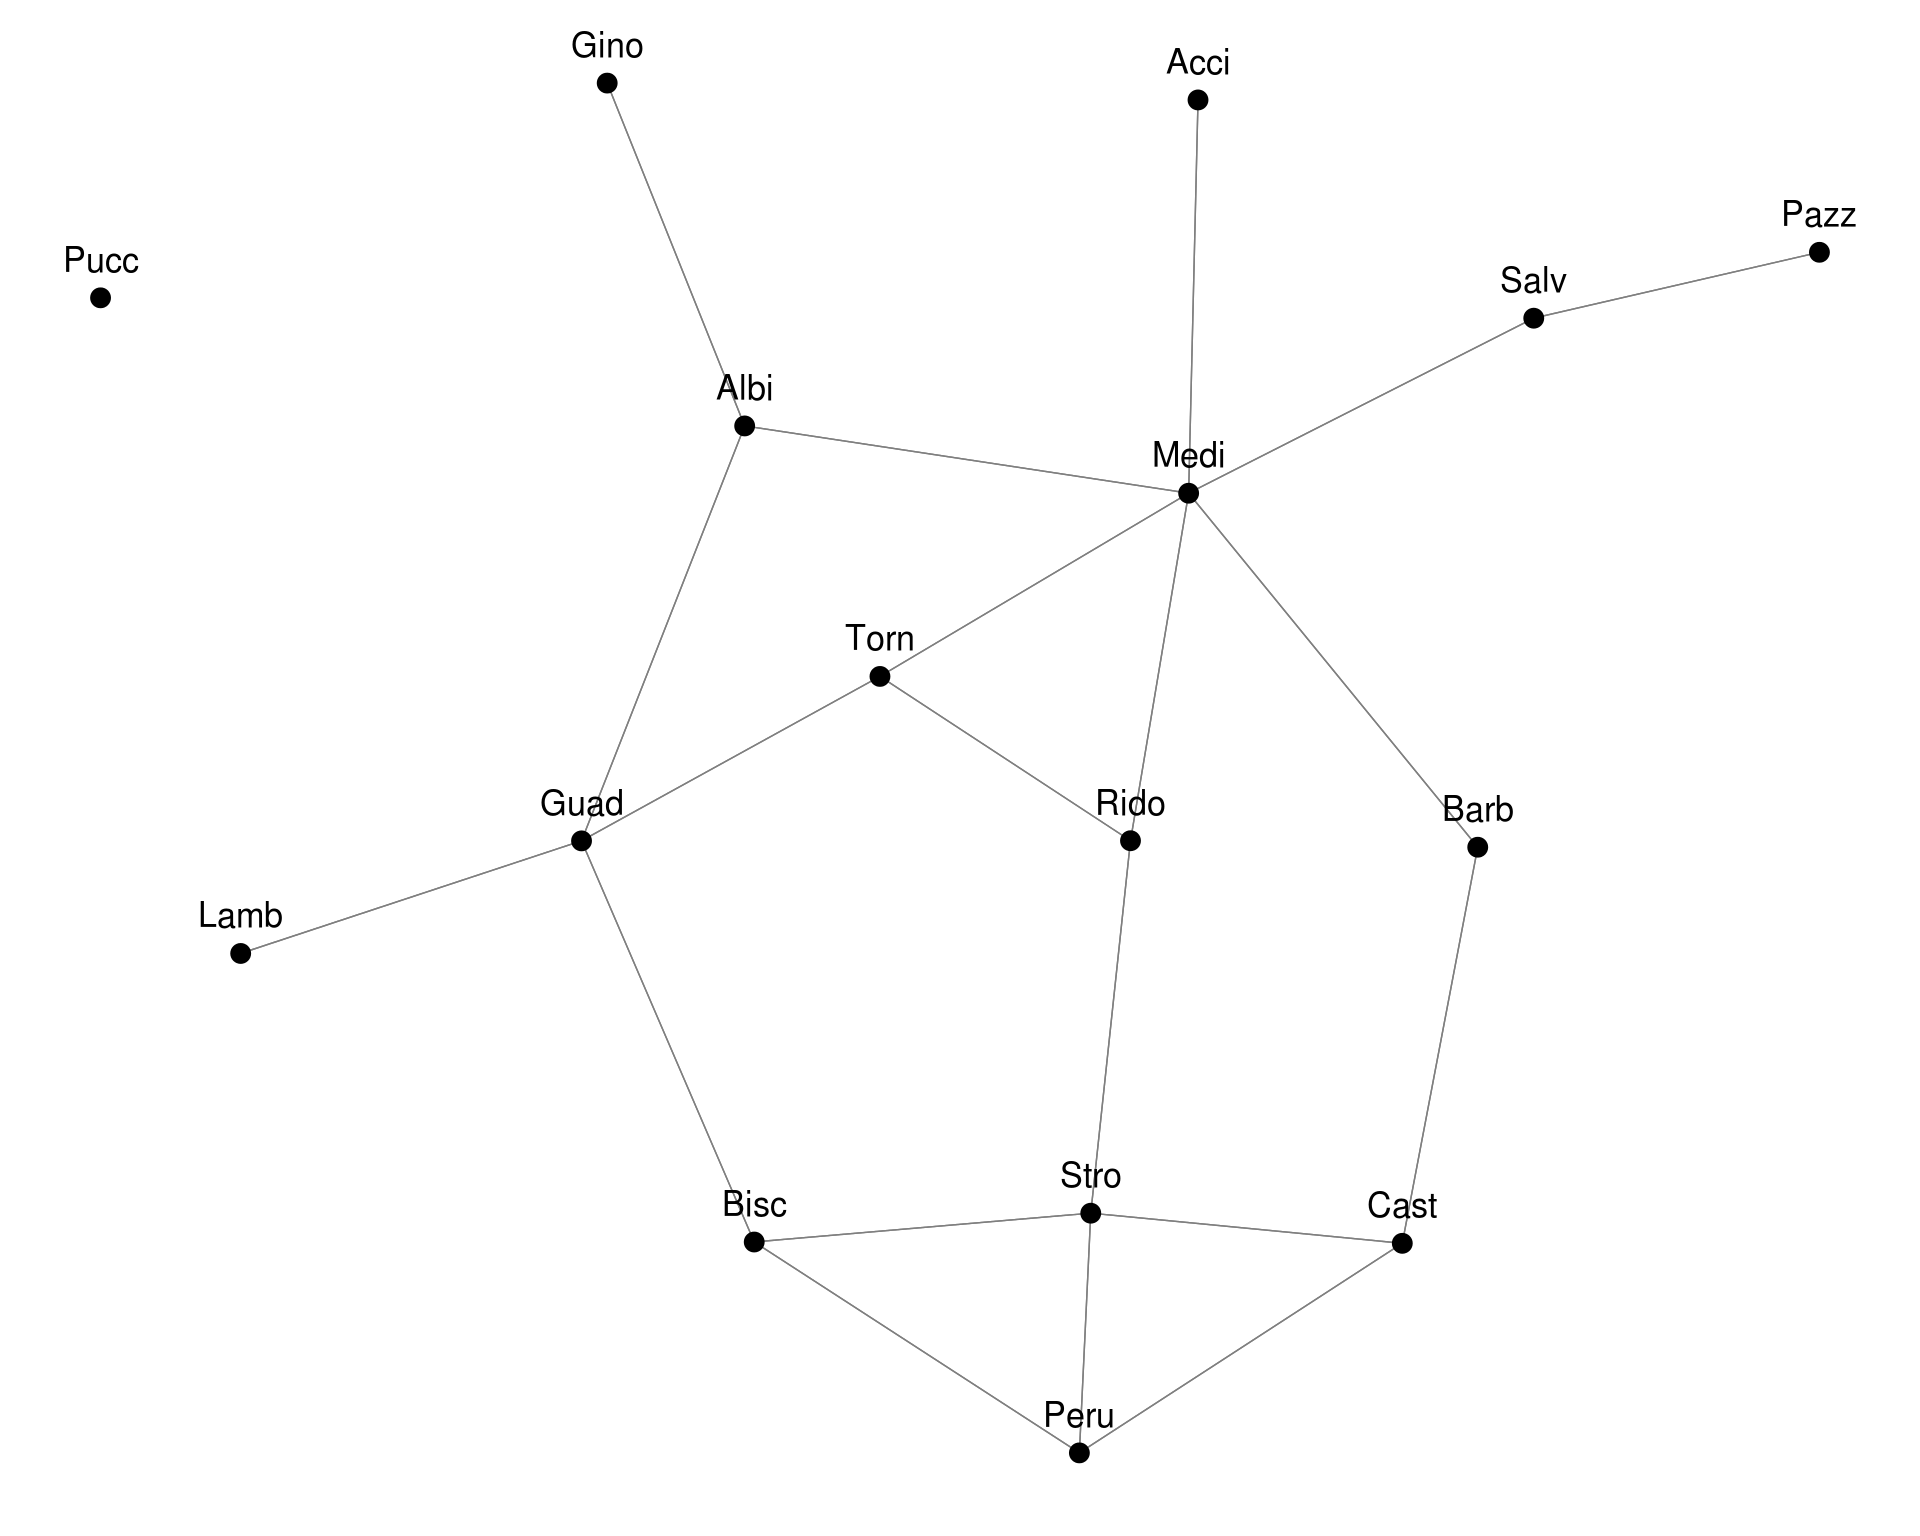 Gino
Acci
Pazz
Pucc
Salv
Albi
Medi
Torn
Guad
Rido
Barb
Lamb
Stro
Bisc
Cast
Peru